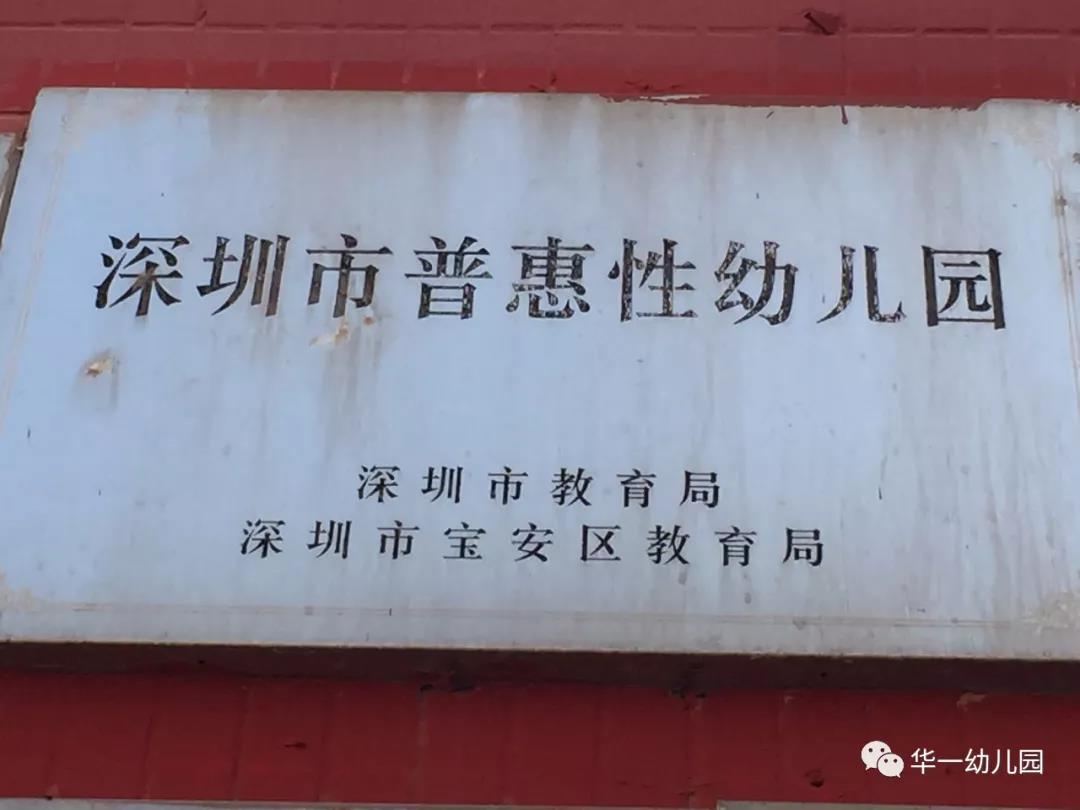 深圳市普惠性幼儿园
深圳市教育局
深圳市宝安区教育局
华一幼儿园